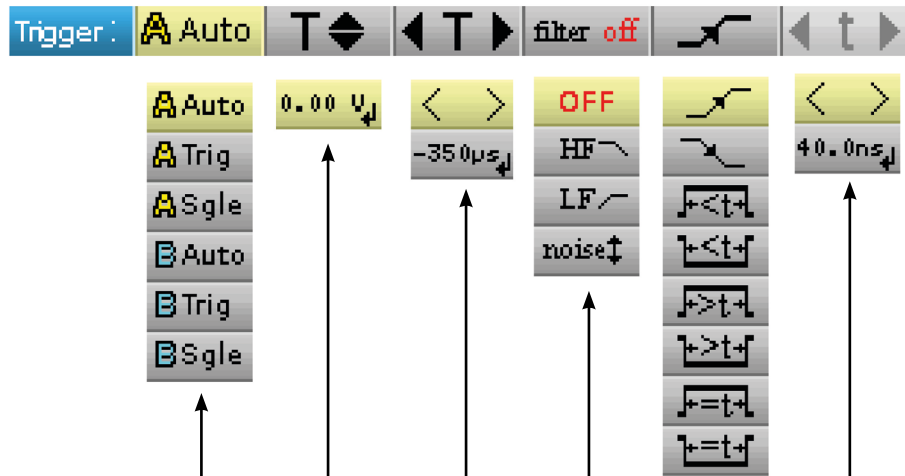 Trigger: A Auto T T filter off t
A Auto 0.00 V < > OFF < >
A Trig -350µs HF 40.0ns
A Sgle LF <t
B Auto noise <t
B Trig >t
B Sgle >t
=t
=t